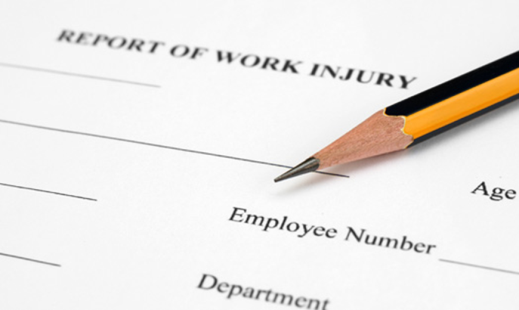 REPORT OF WORK INJURY
Age
Employee Number
Department